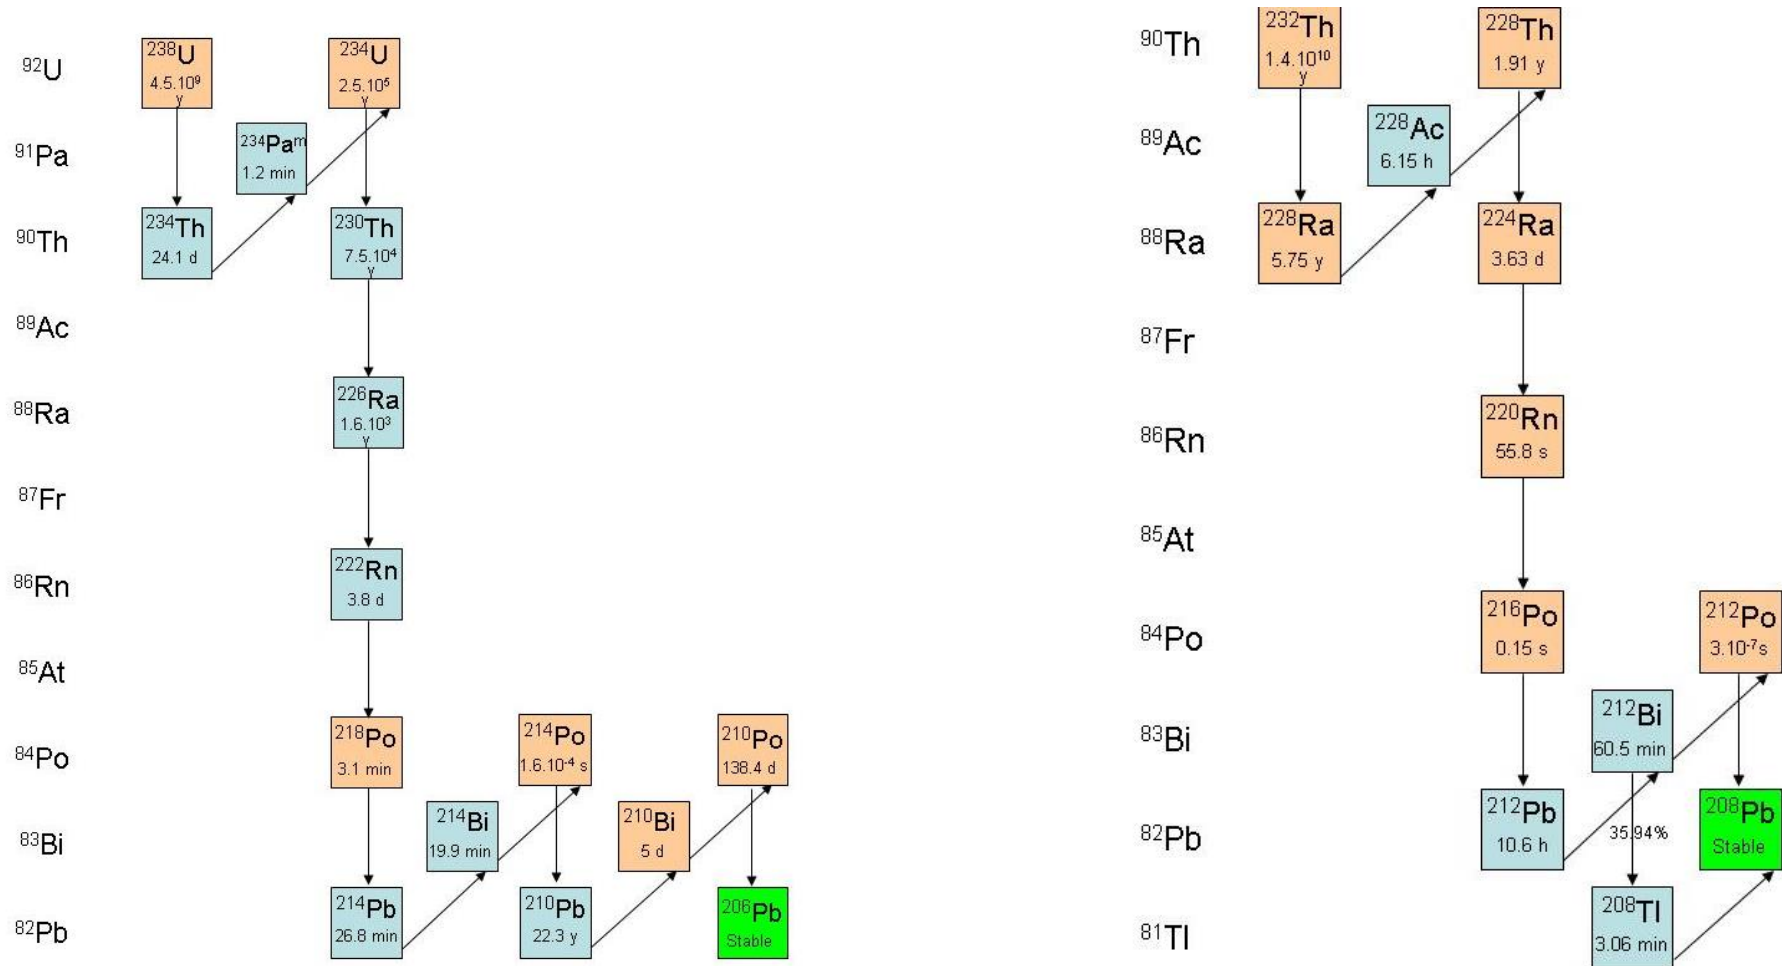 92U
91Pa
90Th
89Ac
88Ra
87Fr
86Rn
85At
84Po
83Bi
82Pb
238U
4.5.10⁹
y
234U
2.5.10⁵
y
234Paᵐ
1.2 min
234Th
24.1 d
230Th
7.5.10⁴
y
226Ra
1.6.10³
y
222Rn
3.8 d
218Po
3.1 min
214Po
1.6.10⁻⁴ s
210Po
138.4 d
214Bi
19.9 min
210Bi
5 d
214Pb
26.8 min
210Pb
22.3 y
206Pb
Stable
90Th
89Ac
88Ra
87Fr
86Rn
85At
84Po
83Bi
82Pb
81Tl
232Th
1.4.10¹⁰
y
228Th
1.91 y
228Ac
6.15 h
228Ra
5.75 y
224Ra
3.63 d
220Rn
55.8 s
216Po
0.15 s
212Po
3.10⁻⁷s
212Bi
60.5 min
212Pb
10.6 h
35.94%
208Pb
Stable
208Tl
3.06 min